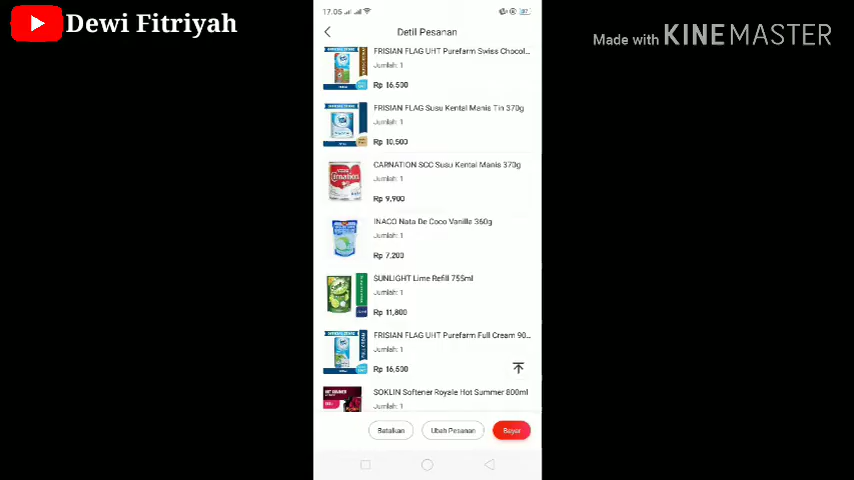 Dewi Fitriyah
Made with KINEMASTER
17.05
Detil Pesanan
FRISIAN FLAG UHT Purefarm Swiss Chocol...
Jumlah: 1
Rp 16,500
FRISIAN FLAG Susu Kental Manis Tin 370g
Jumlah: 1
Rp 10,500
CARNATION SCC Susu Kental Manis 370g
Jumlah: 1
Rp 9,900
INACO Nata De Coco Vanille 360g
Jumlah: 1
Rp 7,200
SUNLIGHT Lime Refill 755ml
Jumlah: 1
Rp 11,800
FRISIAN FLAG UHT Purefarm Full Cream 90...
Jumlah: 1
Rp 16,500
SOKLIN Softener Royale Hot Summer 800ml
Jumlah: 1
Batalkan
Ubah Pesanan
Bayar